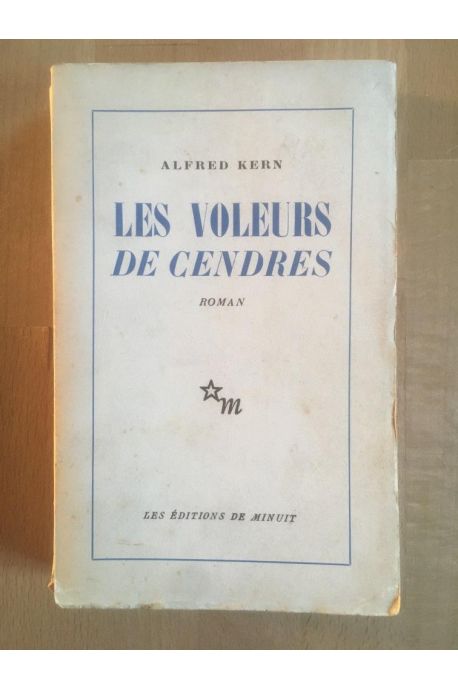 ALFRED KERN
LES VOLEURS
DE CENDRES
ROMAN
m
LES ÉDITIONS DE MINUIT